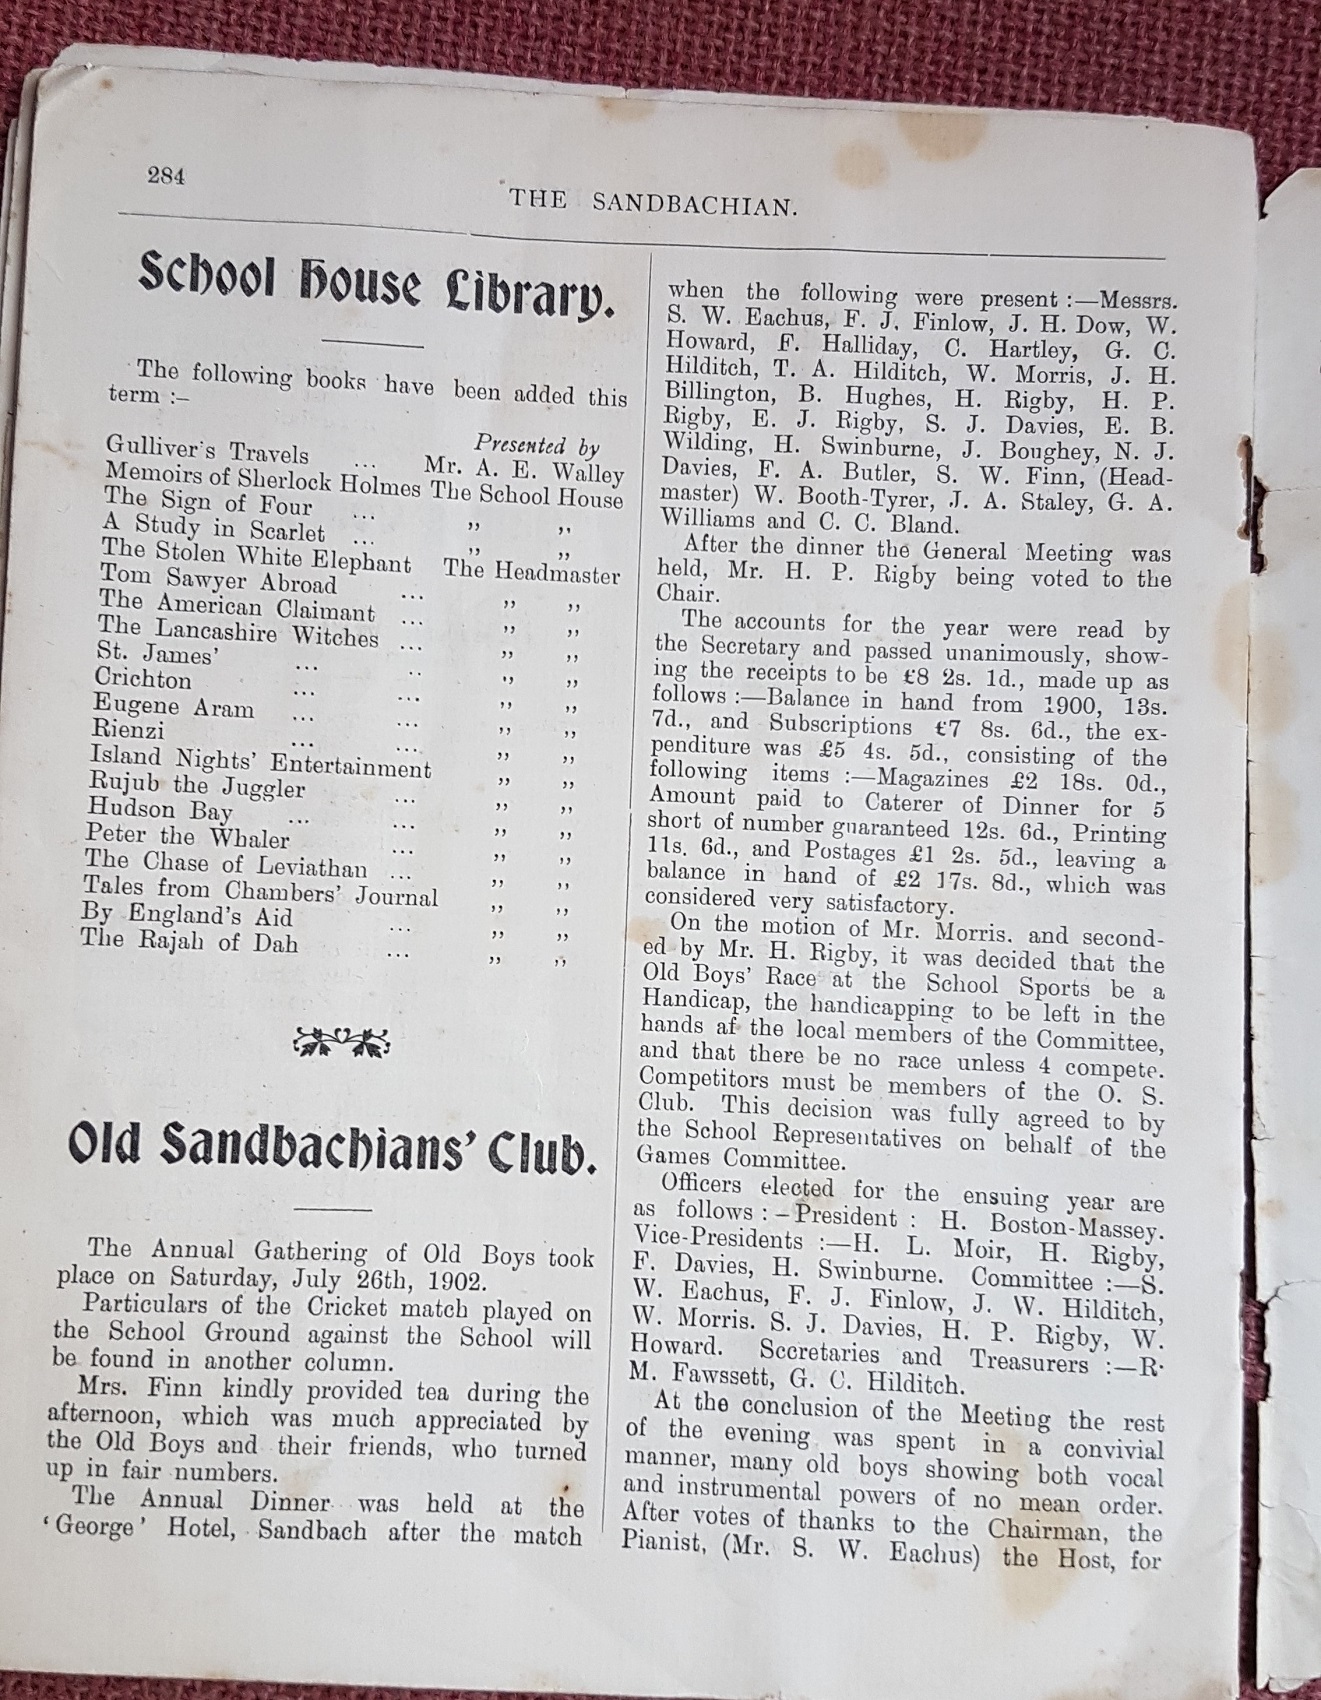 284
THE SANDBACHIAN.
School House Library.
The following books have been added this
term :–
Presented by
Gulliver's Travels ... Mr. A. E. Walley
Memoirs of Sherlock Holmes The School House
The Sign of Four ... ,, ,,
A Study in Scarlet ... ,, ,,
The Stolen White Elephant The Headmaster
Tom Sawyer Abroad ... ,, ,,
The American Claimant ... ,, ,,
The Lancashire Witches ... ,, ,,
St. James' ... .. ,, ,,
Crichton ... ... ,, ,,
Eugene Aram ... ... ,, ,,
Rienzi ... ... ,, ,,
Island Nights' Entertainment ,, ,,
Rujub the Juggler ... ,, ,,
Hudson Bay ... ... ,, ,,
Peter the Whaler ... ,, ,,
The Chase of Leviathan ... ,, ,,
Tales from Chambers' Journal ,, ,,
By England's Aid ... ,, ,,
The Rajah of Dah ... ,, ,,
Old Sandbachians' Club.
The Annual Gathering of Old Boys took
place on Saturday, July 26th, 1902.
Particulars of the Cricket match played on
the School Ground against the School will
be found in another column.
Mrs. Finn kindly provided tea during the
afternoon, which was much appreciated by
the Old Boys and their friends, who turned
up in fair numbers.
The Annual Dinner was held at the
'George' Hotel, Sandbach after the match
when the following were present :—Messrs.
S. W. Eachus, F. J. Finlow, J. H. Dow, W.
Howard, F. Halliday, C. Hartley, G. C.
Hilditch, T. A. Hilditch, W. Morris, J. H.
Billington, B. Hughes, H. Rigby, H. P.
Rigby, E. J. Rigby, S. J. Davies, E. B.
Wilding, H. Swinburne, J. Boughey, N. J.
Davies, F. A. Butler, S. W. Finn, (Head-
master) W. Booth-Tyrer, J. A. Staley, G. A.
Williams and C. C. Bland.
After the dinner the General Meeting was
held, Mr. H. P. Rigby being voted to the
Chair.
The accounts for the year were read by
the Secretary and passed unanimously, show-
ing the receipts to be £8 2s. 1d., made up as
follows :—Balance in hand from 1900, 13s.
7d., and Subscriptions £7 8s. 6d., the ex-
penditure was £5 4s. 5d., consisting of the
following items :—Magazines £2 18s. 0d.,
Amount paid to Caterer of Dinner for 5
short of number guaranteed 12s. 6d., Printing
11s. 6d., and Postages £1 2s. 5d., leaving a
balance in hand of £2 17s. 8d., which was
considered very satisfactory.
On the motion of Mr. Morris. and second-
ed by Mr. H. Rigby, it was decided that the
Old Boys' Race at the School Sports be a
Handicap, the handicapping to be left in the
hands af the local members of the Committee,
and that there be no race unless 4 compete.
Competitors must be members of the O. S.
Club. This decision was fully agreed to by
the School Representatives on behalf of the
Games Committee.
Officers elected for the ensuing year are
as follows : – President : H. Boston-Massey.
Vice-Presidents :—H. L. Moir, H. Rigby,
F. Davies, H. Swinburne. Committee :—S.
W. Eachus, F. J. Finlow, J. W. Hilditch,
W. Morris. S. J. Davies, H. P. Rigby, W.
Howard. Secretaries and Treasurers :—R·
M. Fawssett, G. C. Hilditch.
At the conclusion of the Meeting the rest
of the evening was spent in a convivial
manner, many old boys showing both vocal
and instrumental powers of no mean order.
After votes of thanks to the Chairman, the
Pianist, (Mr. S. W. Eachus) the Host, for